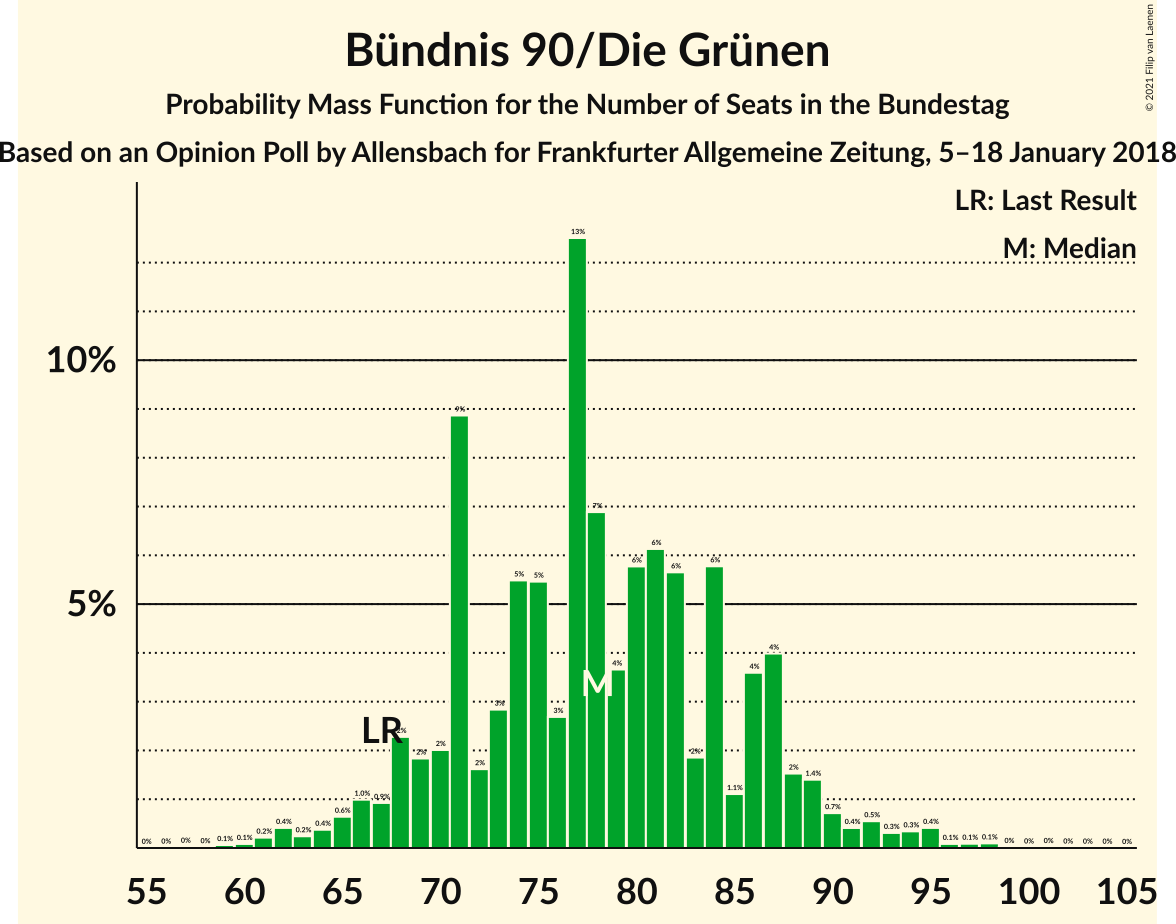 © 2021 Filip van Laenen
Bündnis 90/Die Grünen
Probability Mass Function for the Number of Seats in the Bundestag
Based on an Opinion Poll by Allensbach for Frankfurter Allgemeine Zeitung, 5–18 January 2018
LR: Last Result
M: Median
10%
5%
0% 0% 0% 0% 0.1% 0.1% 0.2% 0.4% 0.2% 0.4% 0.6% 1.0% 0.9% 2% 2% 2% 9% 2% 3% 5% 5% 3% 13% 7% 4% 6% 6% 6% 2% 6% 1.1% 4% 4% 2% 1.4% 0.7% 0.4% 0.5% 0.3% 0.3% 0.4% 0.1% 0.1% 0.1% 0% 0% 0% 0% 0% 0% 0%
LR
M
55 60 65 70 75 80 85 90 95 100 105